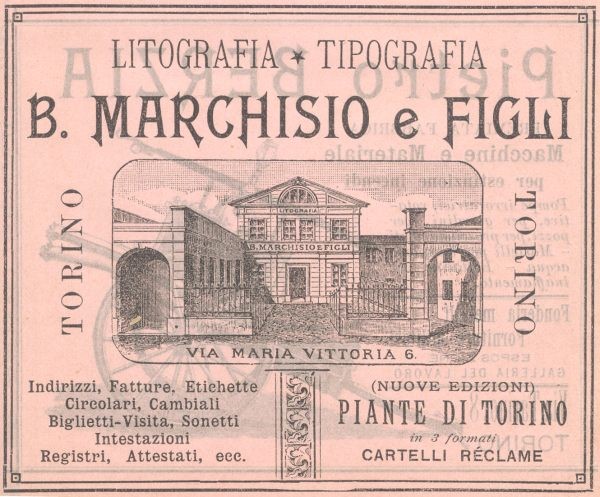 LITOGRAFIA ★ TIPOGRAFIA
B. MARCHISIO e FIGLI
TORINO
LITOGRAFIA
B. MARCHISIO E FIGLI
TORINO
VIA MARIA VITTORIA 6.
Indirizzi, Fatture, Etichette
Circolari, Cambiali
Biglietti-Visita, Sonetti
Intestazioni
Registri, Attestati, ecc.
(NUOVE EDIZIONI)
PIANTE DI TORINO
in 3 formati
CARTELLI RÉCLAME